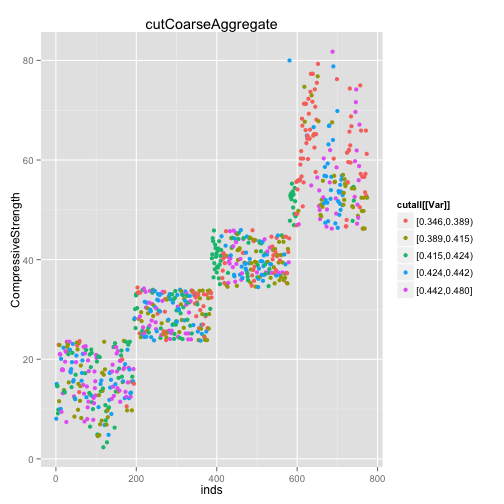 cutCoarseAggregate
CompressiveStrength
80
60
40
20
0
0 200 400 600 800
inds
cutall[[Var]]
[0.346,0.389)
[0.389,0.415)
[0.415,0.424)
[0.424,0.442)
[0.442,0.480]